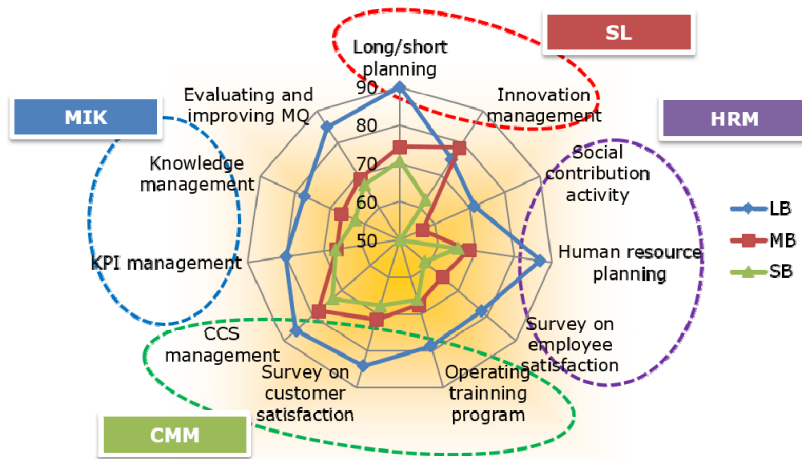 SL
Long/short
planning
90
80
70
60
50
Evaluating and
improving MQ
Innovation
management
MIK
HRM
Knowledge
management
Social
contribution
activity
LB
MB
SB
KPI management
Human resource
planning
CCS
management
Survey on
employee
satisfaction
Survey on
customer
satisfaction
Operating
trainning
program
CMM